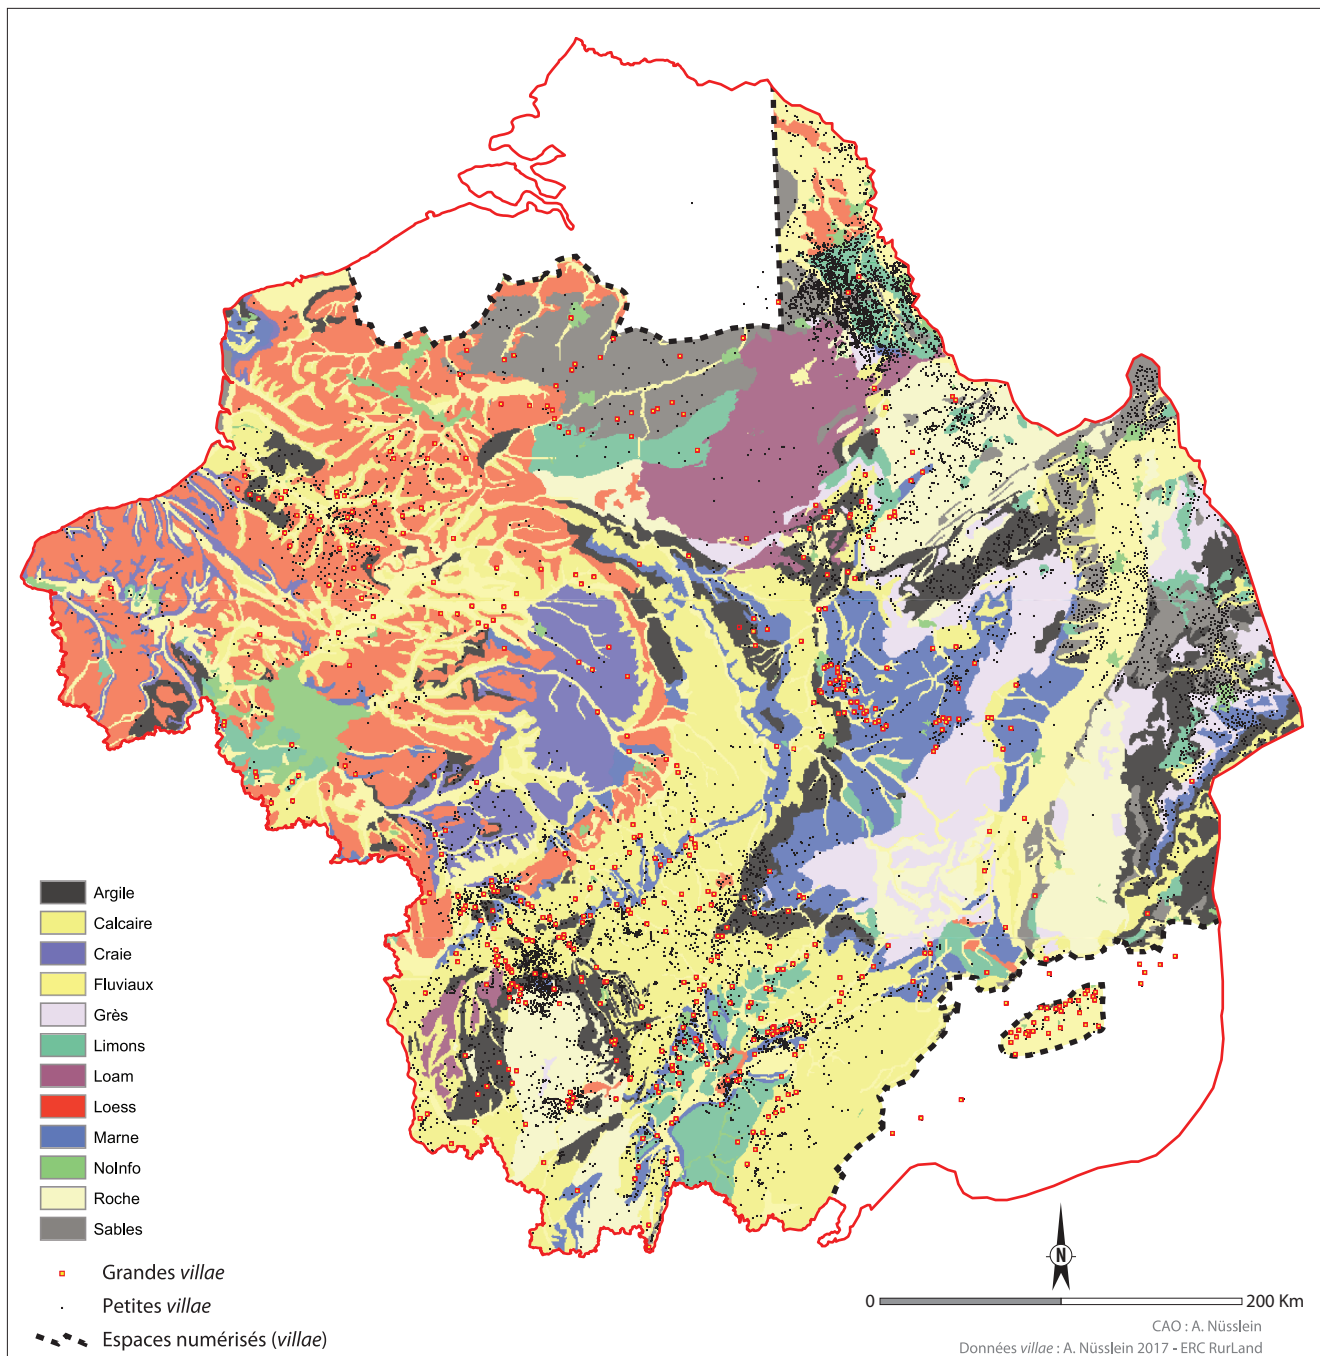 Argile
Calcaire
Craie
Fluviaux
Grès
Limons
Loam
Loess
Marne
NoInfo
Roche
Sables
Grandes villae
Petites villae
Espaces numérisés (villae)
N
0 200 Km
CAO : A. Nüsslein
Données villae : A. Nüsslein 2017 - ERC RurLand